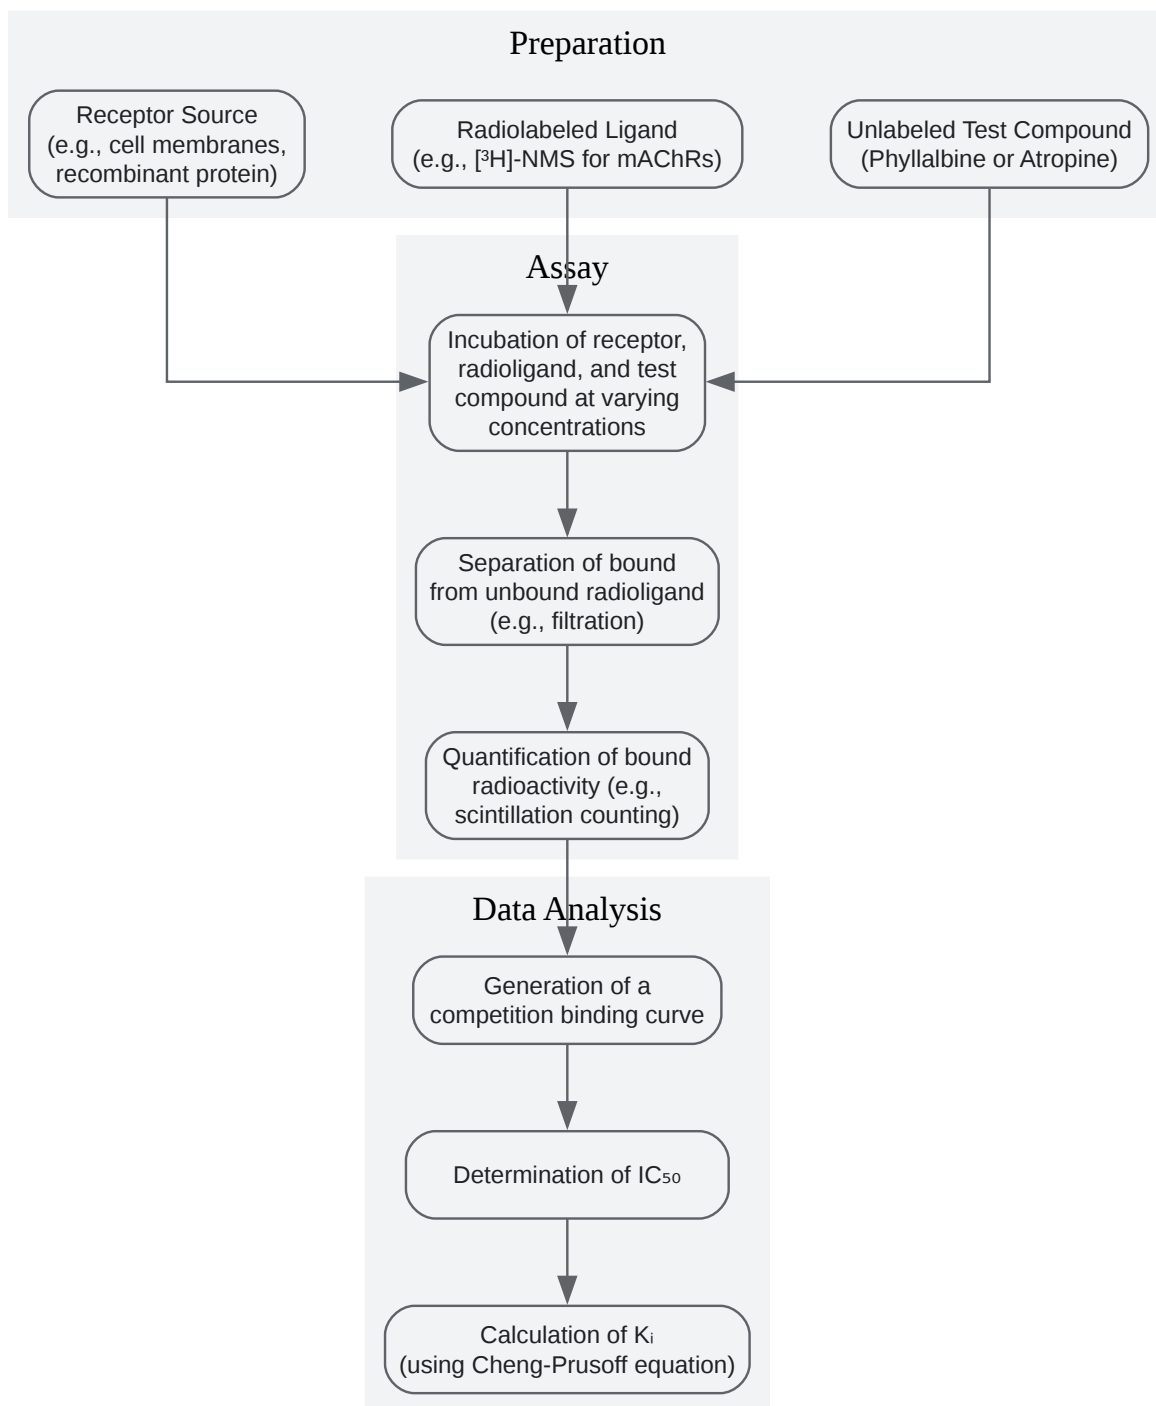 Preparation
Receptor Source
(e.g., cell membranes,
recombinant protein)
Radiolabeled Ligand
(e.g., [³H]-NMS for mAChRs)
Unlabeled Test Compound
(Phyllalbine or Atropine)
Assay
Incubation of receptor,
radioligand, and test
compound at varying
concentrations
Separation of bound
from unbound radioligand
(e.g., filtration)
Quantification of bound
radioactivity (e.g.,
scintillation counting)
Data Analysis
Generation of a
competition binding curve
Determination of IC₅₀
Calculation of Kᵢ
(using Cheng-Prusoff equation)